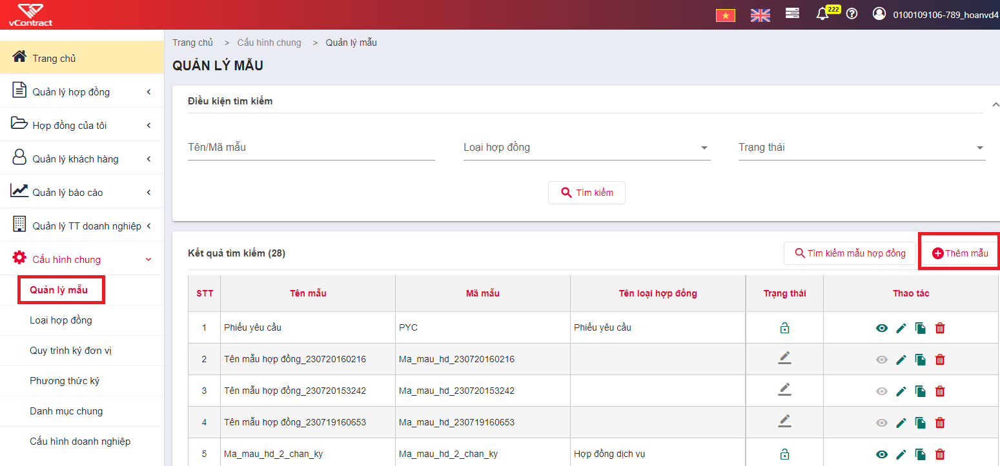 vContract
222
0100109106-789_hoanvd4
Trang chủ
Quản lý hợp đồng
Hợp đồng của tôi
Quản lý khách hàng
Quản lý báo cáo
Quản lý TT doanh nghiệp
Cấu hình chung
Quản lý mẫu
Loại hợp đồng
Quy trình ký đơn vị
Phương thức ký
Danh mục chung
Cấu hình doanh nghiệp
Trang chủ > Cấu hình chung > Quản lý mẫu
QUẢN LÝ MẪU
Điều kiện tìm kiếm
Tên/Mã mẫu Loại hợp đồng Trạng thái
Tìm kiếm
Kết quả tìm kiếm (28) Tìm kiếm mẫu hợp đồng Thêm mẫu
STT Tên mẫu Mã mẫu Tên loại hợp đồng Trạng thái Thao tác
1 Phiếu yêu cầu PYC Phiếu yêu cầu
2 Tên mẫu hợp đồng_230720160216 Ma_mau_hd_230720160216
3 Tên mẫu hợp đồng_230720153242 Ma_mau_hd_230720153242
4 Tên mẫu hợp đồng_230719160653 Ma_mau_hd_230719160653
5 Ma_mau_hd_2_chan_ky Ma_mau_hd_2_chan_ky Hợp đồng dịch vụ